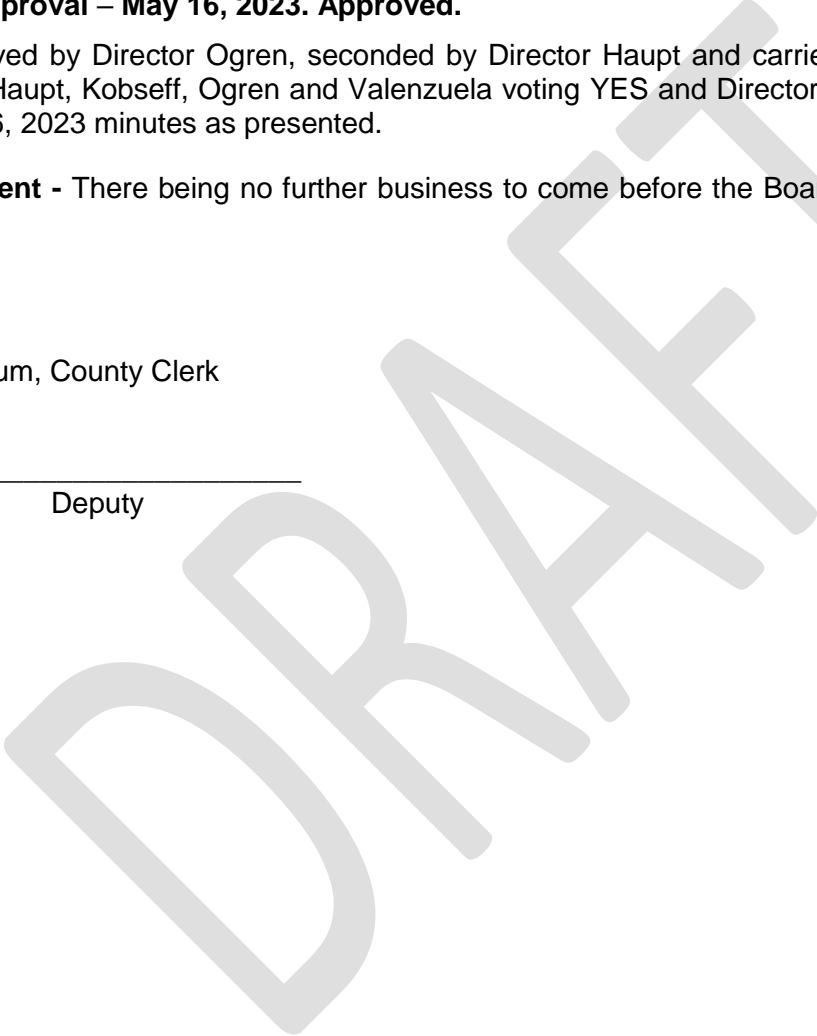 proval – May 16, 2023. Approved.
ved by Director Ogren, seconded by Director Haupt and carrie
Haupt, Kobseff, Ogren and Valenzuela voting YES and Director
6, 2023 minutes as presented.
ent - There being no further business to come before the Boa
um, County Clerk
____________________
Deputy
DRAFT